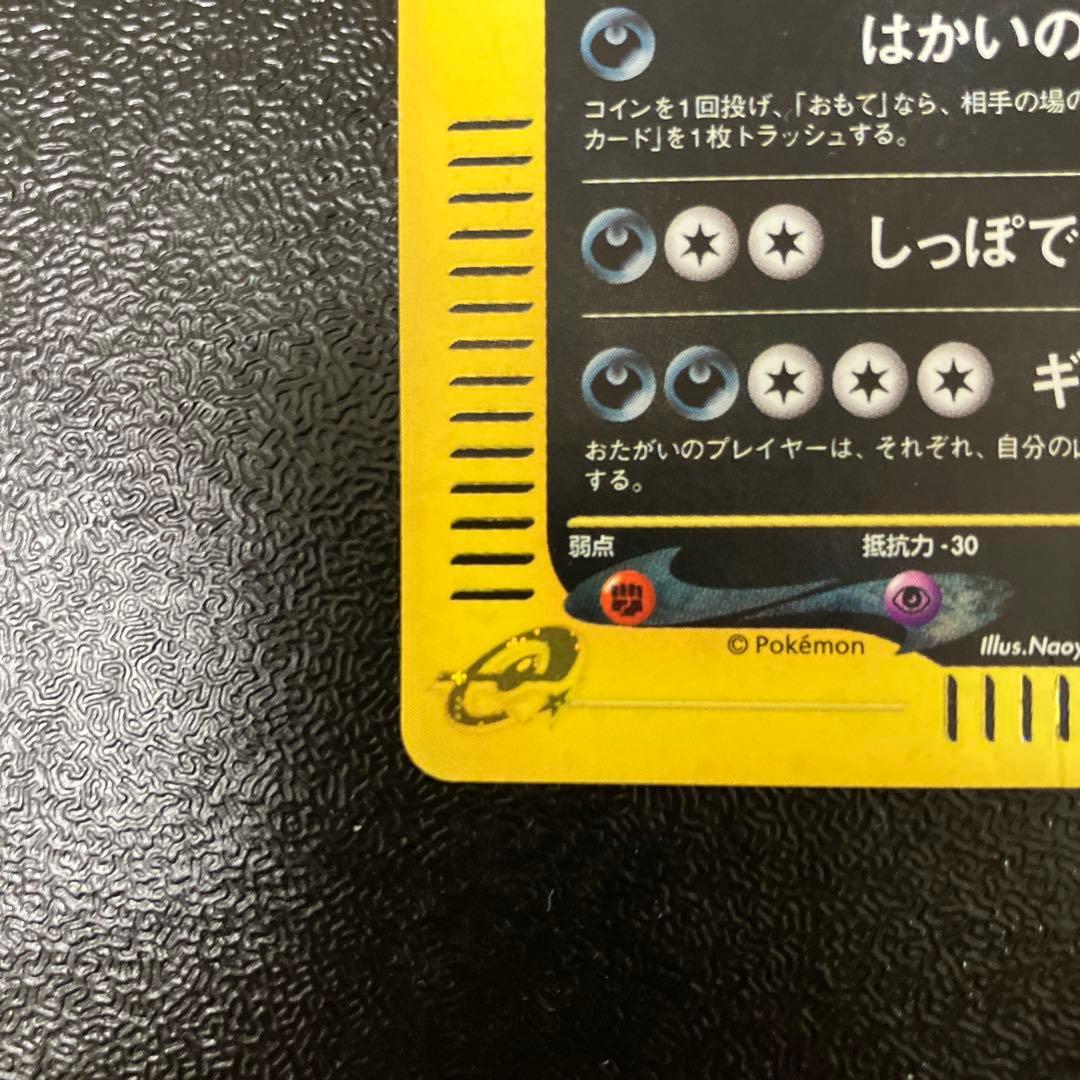 はかいの
コインを1回投げ、「おもて」なら、相手の場の
カード」を1枚トラッシュする。
しっぽで
ギ
おたがいのプレイヤーは、それぞれ、自分の山
する。
弱点 抵抗力 -30
© Pokémon Illus.Naoy